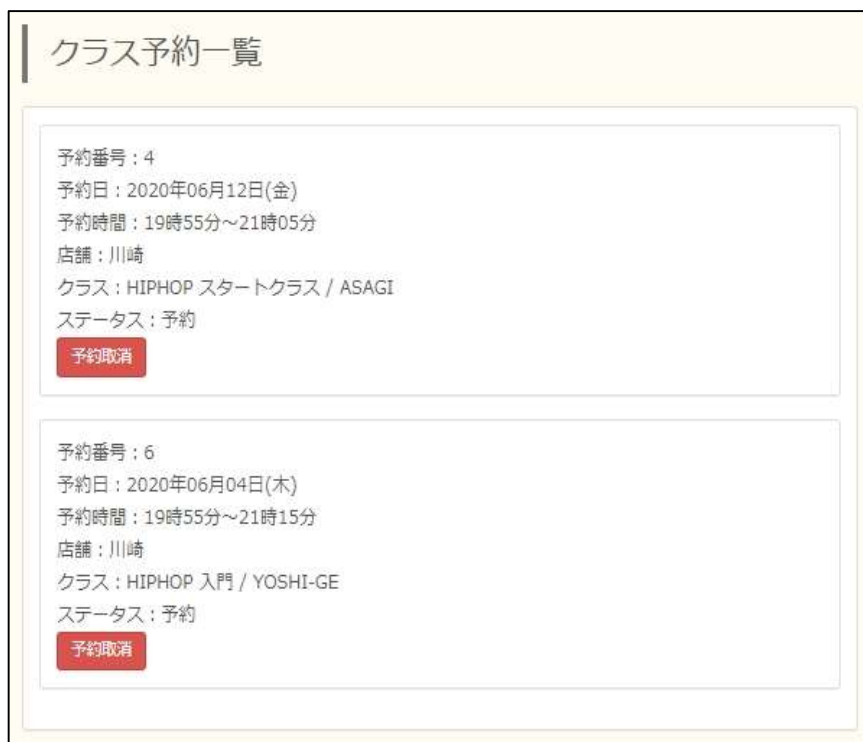 クラス予約一覧
予約番号：4
予約日：2020年06月12日(金)
予約時間：19時55分～21時05分
店舗：川崎
クラス：HIPHOP スタートクラス / ASAGI
ステータス：予約
予約取消
予約番号：6
予約日：2020年06月04日(木)
予約時間：19時55分～21時15分
店舗：川崎
クラス：HIPHOP 入門 / YOSHI-GE
ステータス：予約
予約取消